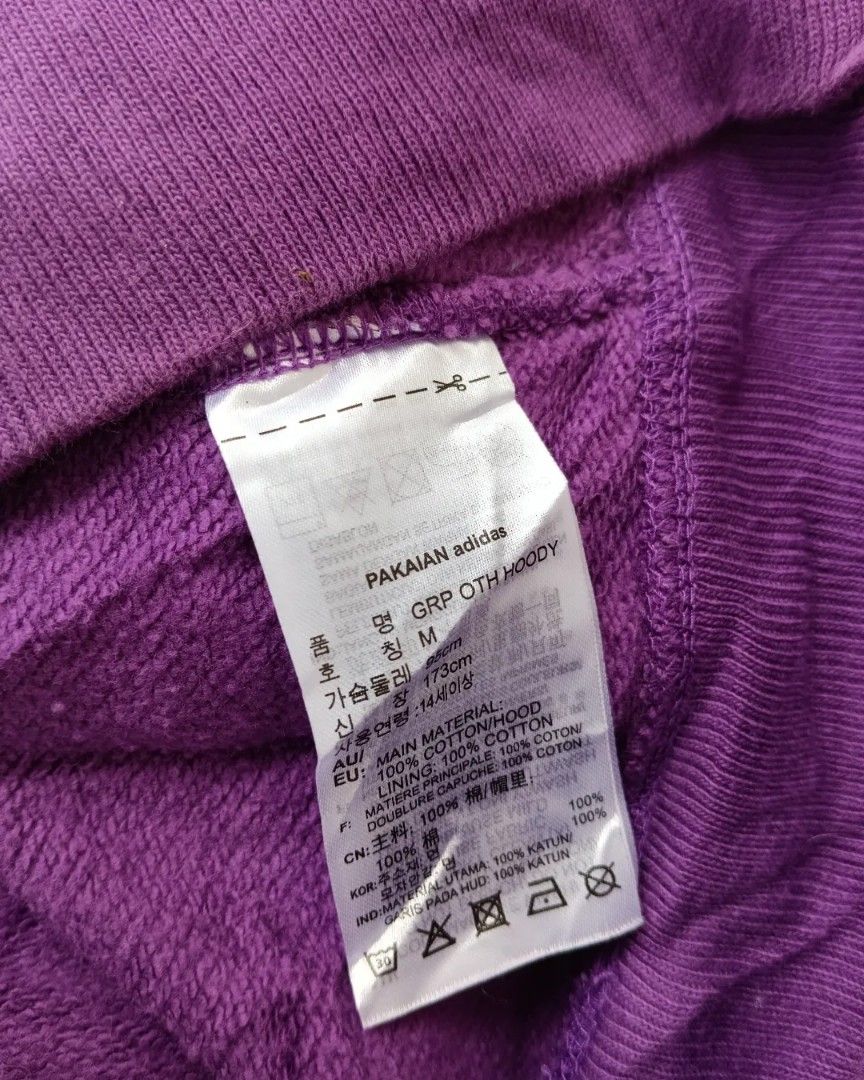 PAKAIAN adidas
품 명 GRP OTH HOODY
호 칭 M
가슴둘레 95cm
신 장 173cm
사용연령 :14세이상
AU/ MAIN MATERIAL:
EU: 100% COTTON/HOOD
LINING: 100% COTTON
F: MATIERE PRINCIPALE: 100% COTON/
DOUBLURE CAPUCHE: 100% COTON
CN: 主料: 100% 棉/帽里:
100% 棉
KOR: 주소재: 면 100%
무자안감: 면 100%
IND: MATERIAL UTAMA: 100% KATUN/
GARIS PADA HUD: 100% KATUN
30